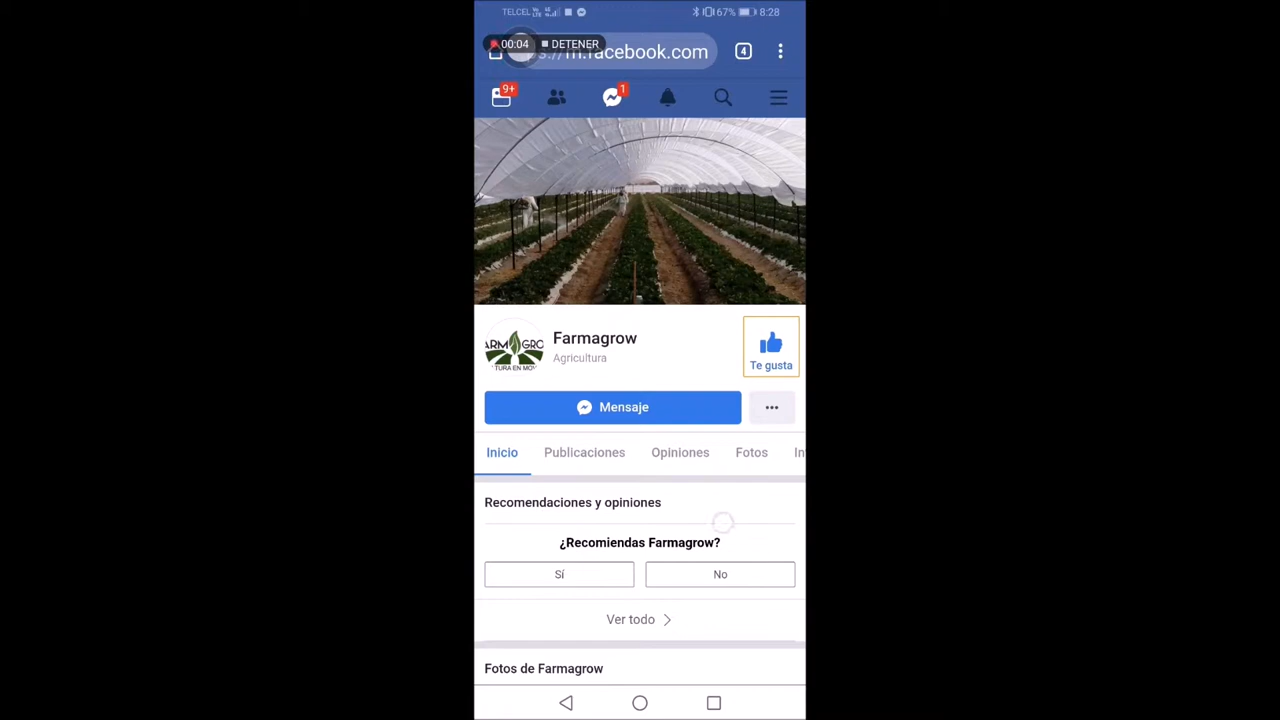 TELCEL 67% 8:28
00:04 DETENER
m.facebook.com 4
9+ 1
Farmagrow
Agricultura
Te gusta
Mensaje
Inicio Publicaciones Opiniones Fotos In
Recomendaciones y opiniones
¿Recomiendas Farmagrow?
Sí No
Ver todo
Fotos de Farmagrow